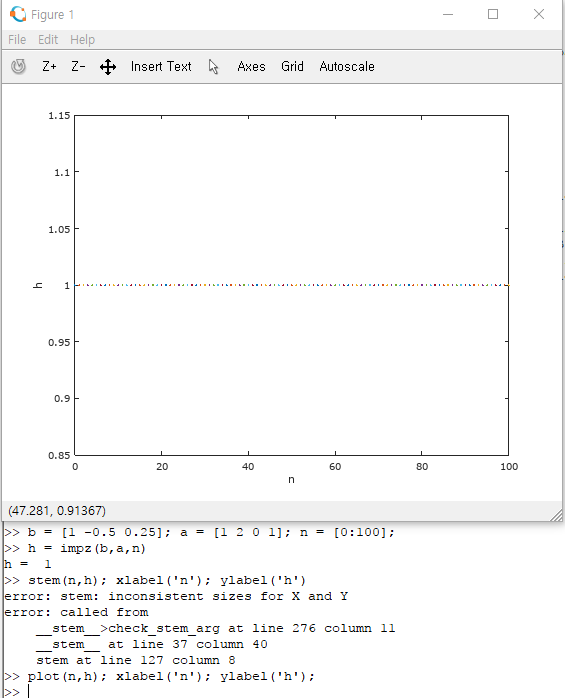 Figure 1
File Edit Help
Z+ Z- Insert Text Axes Grid Autoscale
1.15
1.1
1.05
1
0.95
0.9
0.85
h
0 20 40 60 80 100
n
(47.281, 0.91367)
>> b = [1 -0.5 0.25]; a = [1 2 0 1]; n = [0:100];
>> h = impz(b,a,n)
h = 1
>> stem(n,h); xlabel('n'); ylabel('h')
error: stem: inconsistent sizes for X and Y
error: called from
__stem__>check_stem_arg at line 276 column 11
__stem__ at line 37 column 40
stem at line 127 column 8
>> plot(n,h); xlabel('n'); ylabel('h');
>>